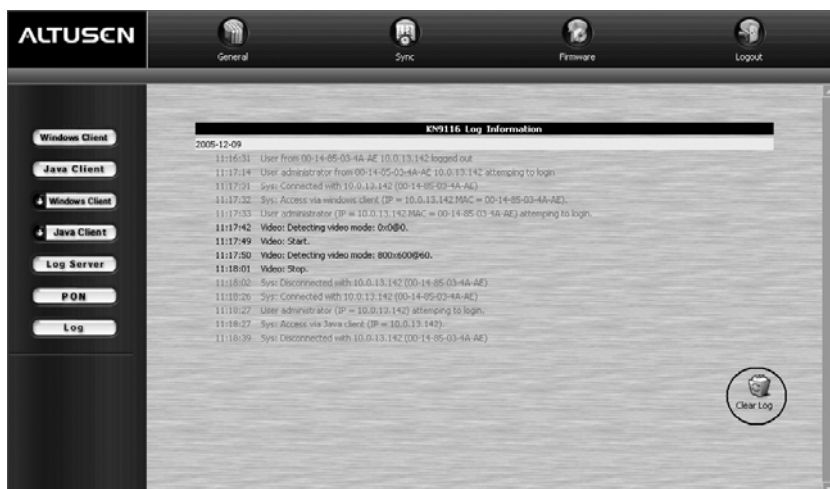 ALTUSEN
General
Sync
Firmware
Logout
Windows Client
Java Client
Windows Client
Java Client
Log Server
PON
Log
KN9116 Log Information
2005-12-09
11:16:31 User from 00-14-85-03-4A-AE 10.0.13.142 logged out
11:17:14 User administrator from 00-14-85-03-4A-AE 10.0.13.142 attemping to login
11:17:31 Sys: Connected with 10.0.13.142 (00-14-85-03-4A-AE)
11:17:32 Sys: Access via windows client (IP = 10.0.13.142 MAC = 00-14-85-03-4A-AE).
11:17:33 User administrator (IP = 10.0.13.142 MAC = 00-14-85-03-4A-AE) attemping to login.
11:17:42 Video: Detecting video mode: 0x0@0.
11:17:49 Video: Start.
11:17:50 Video: Detecting video mode: 800x600@60.
11:18:01 Video: Stop.
11:18:02 Sys: Disconnected with 10.0.13.142 (00-14-85-03-4A-AE)
11:18:26 Sys: Connected with 10.0.13.142 (00-14-85-03-4A-AE)
11:18:27 User administrator (IP = 10.0.13.142) attemping to login.
11:18:27 Sys: Access via Java client (IP = 10.0.13.142).
11:18:39 Sys: Disconnected with 10.0.13.142 (00-14-85-03-4A-AE)
Clear Log